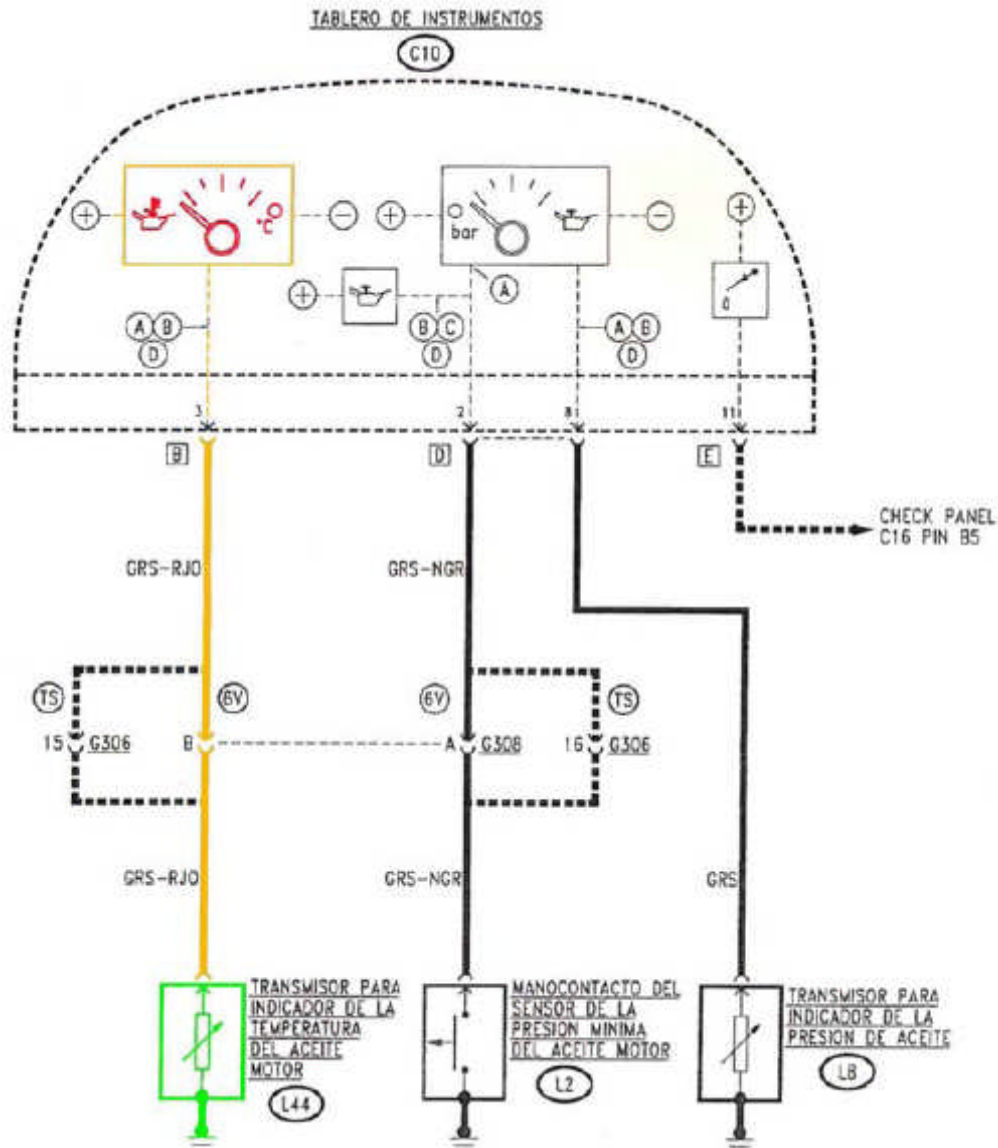 TABLERO DE INSTRUMENTOS
C10
+ °C - + bar -
+
A
+
A B
D
B C
D
A B
D
3 2 8 11
B D E
CHECK PANEL
C16 PIN B5
GRS-RJO GRS-NGR
TS 6V 6V TS
15 G306 B A G308 16 G306
GRS-RJO GRS-NGR GRS
TRANSMISOR PARA
INDICADOR DE LA
TEMPERATURA
DEL ACEITE
MOTOR
L44
MANOCONTACTO DEL
SENSOR DE LA
PRESION MINIMA
DEL ACEITE MOTOR
L2
TRANSMISOR PARA
INDICADOR DE LA
PRESION DE ACEITE
L8